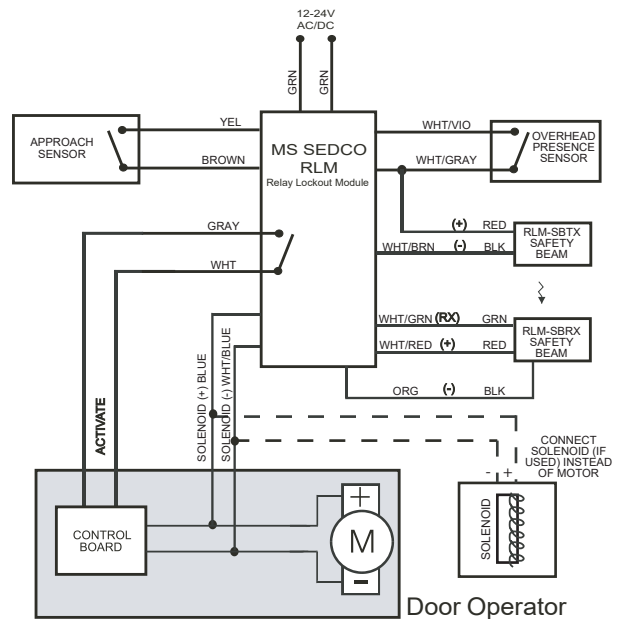 12-24V
AC/DC
GRN
GRN
YEL
WHT/VIO
APPROACH
SENSOR
MS SEDCO
RLM
Relay Lockout Module
OVERHEAD
PRESENCE
SENSOR
BROWN
WHT/GRAY
GRAY
(+) RED
RLM-SBTX
SAFETY
BEAM
WHT/BRN (-) BLK
WHT
WHT/GRN (RX) GRN
RLM-SBRX
SAFETY
BEAM
WHT/RED (+) RED
ORG (-) BLK
ACTIVATE
SOLENOID (+) BLUE
SOLENOID (-) WHT/BLUE
CONNECT
SOLENOID (IF
USED) INSTEAD
OF MOTOR
- +
SOLENOID
CONTROL
BOARD
+
M
-
Door Operator